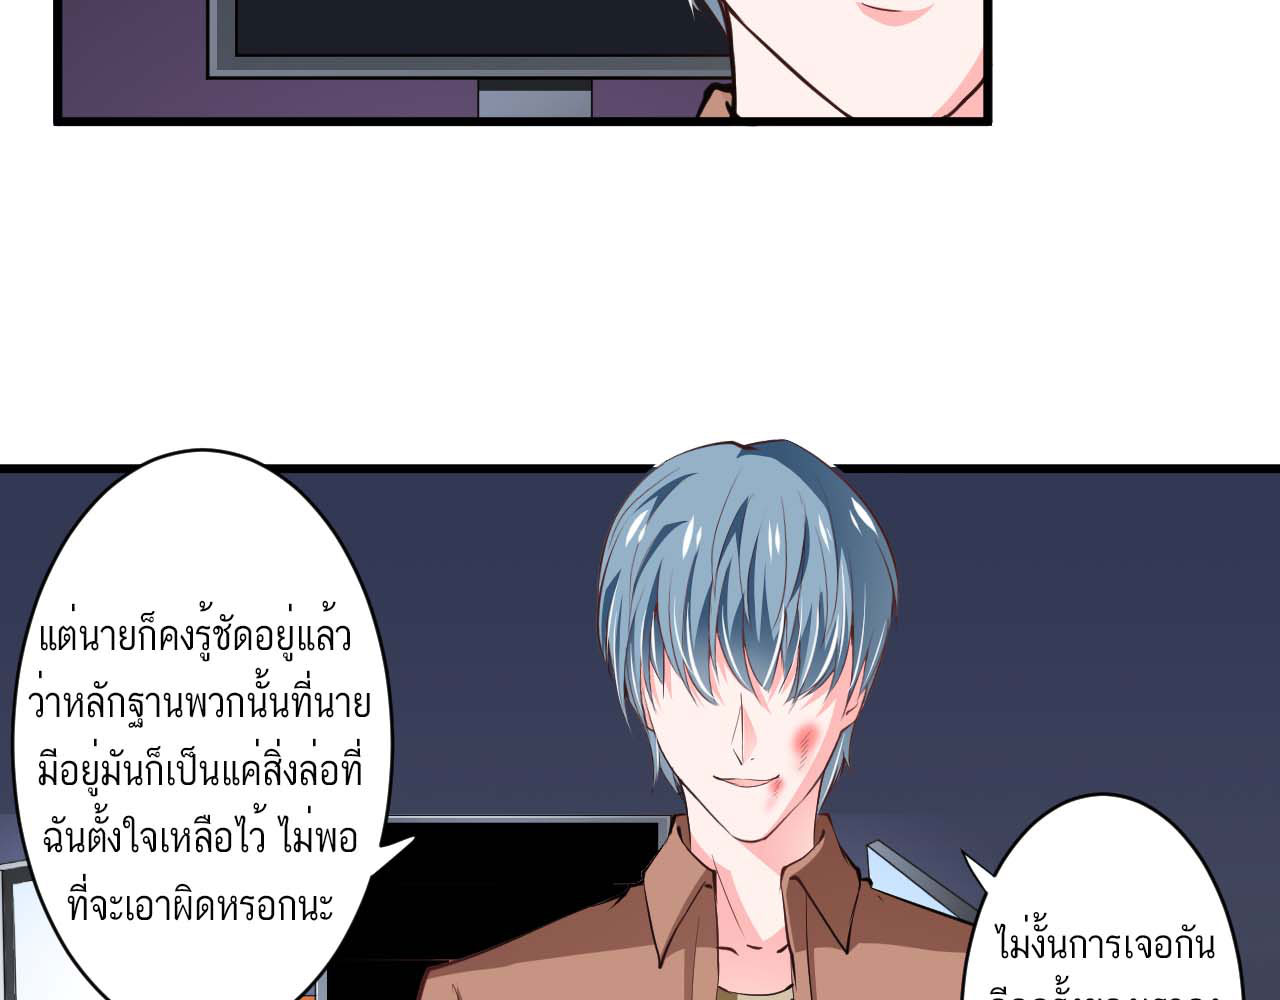 แต่นายก็คงรู้ชัดอยู่แล้ว
ว่าหลักฐานพวกนั้นที่นาย
มีอยู่มันก็เป็นแค่สิ่งล่อที่
ฉันตั้งใจเหลือไว้ ไม่พอ
ที่จะเอาผิดหรอกนะ
ไม่งั้นการเจอกัน